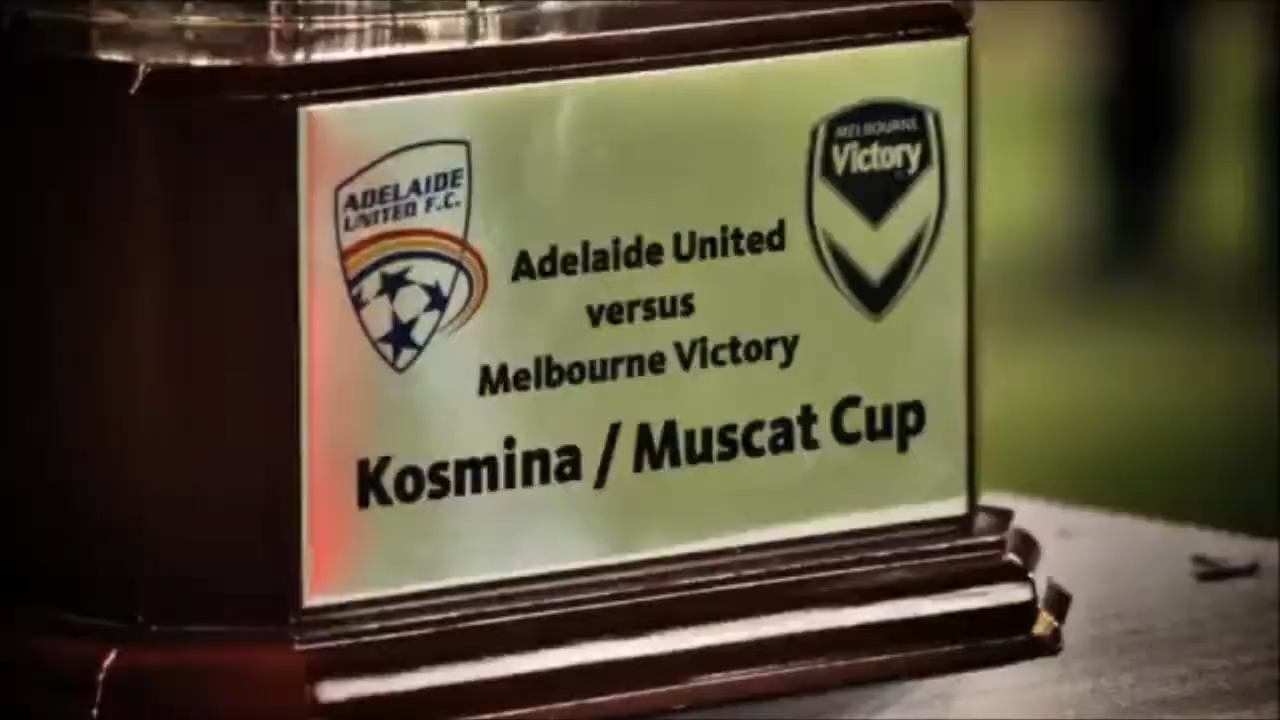 ADELAIDE
UNITED F.C.
MELBOURNE
Victory
Adelaide United
versus
Melbourne Victory
Kosmina / Muscat Cup